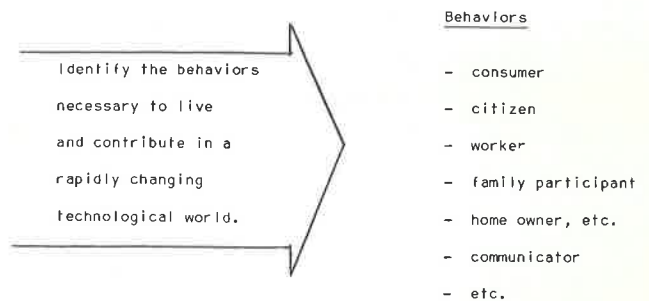 Identify the behaviors
necessary to live
and contribute in a
rapidly changing
technological world.
Behaviors
- consumer
- citizen
- worker
- family participant
- home owner, etc.
- communicator
- etc.